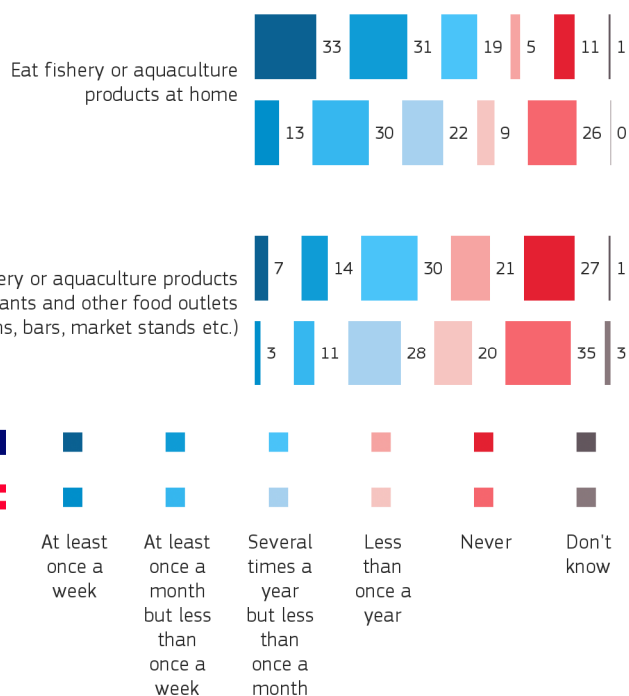 33 31 19 5 11 1
Eat fishery or aquaculture
products at home
13 30 22 9 26 0
7 14 30 21 27 1
or aquaculture products
and other food outlets
bars, market stands etc.)
3 11 28 20 35 3
At least
once a
week
At least
once a
month
but less
than
once a
week
Several
times a
year
but less
than
once a
month
Less
than
once a
year
Never
Don't
know